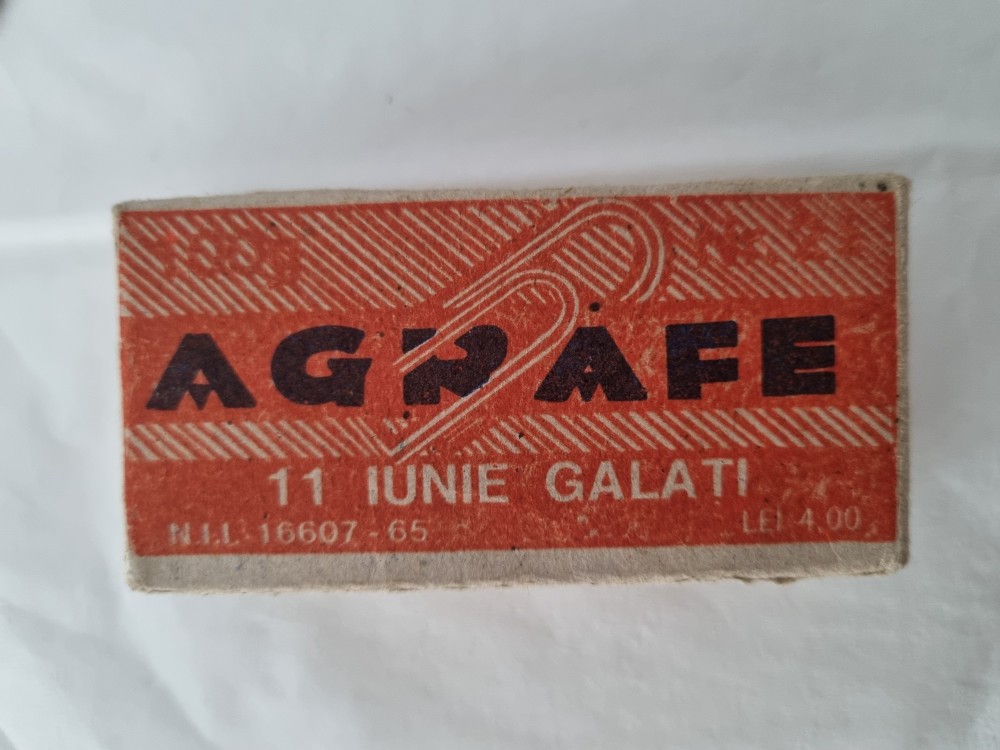 AGRAFE
11 IUNIE GALATI
N.I.I. 16607-65
LEI 4,00